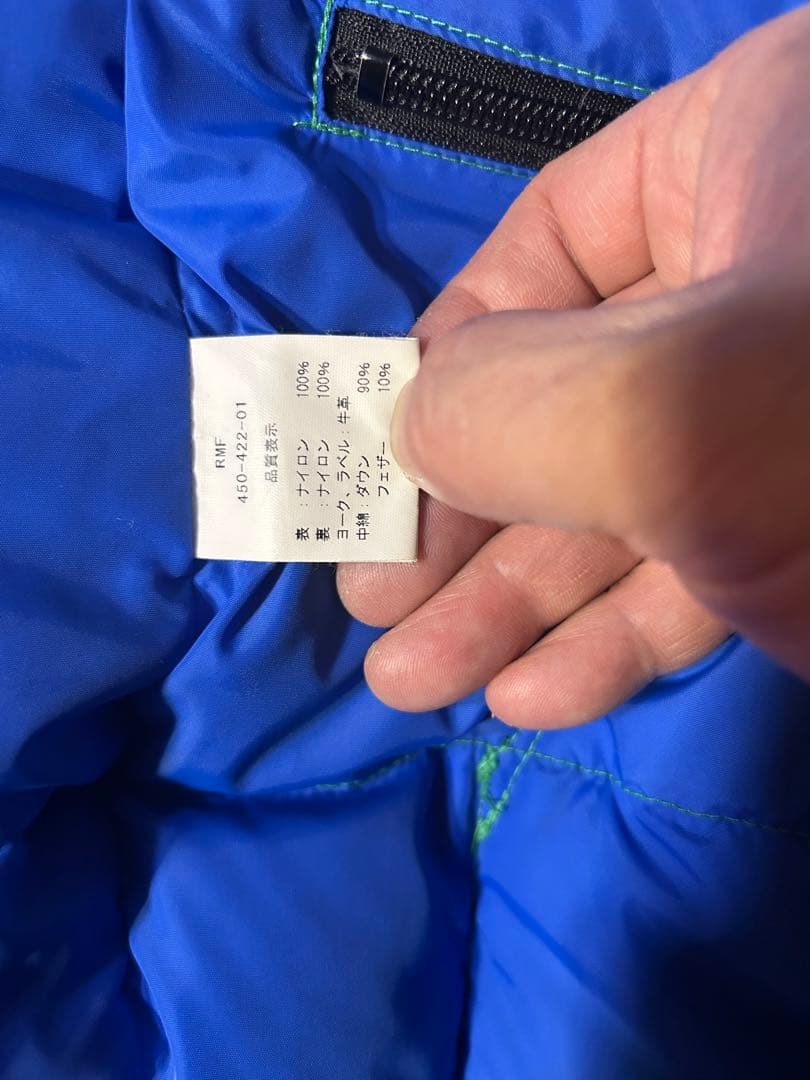 RMF
450-422-01
品質表示
表 : ナイロン 100%
裏 : ナイロン 100%
ヨーク、ラベル : 牛革
中綿 : ダウン 90%
フェザー 10%